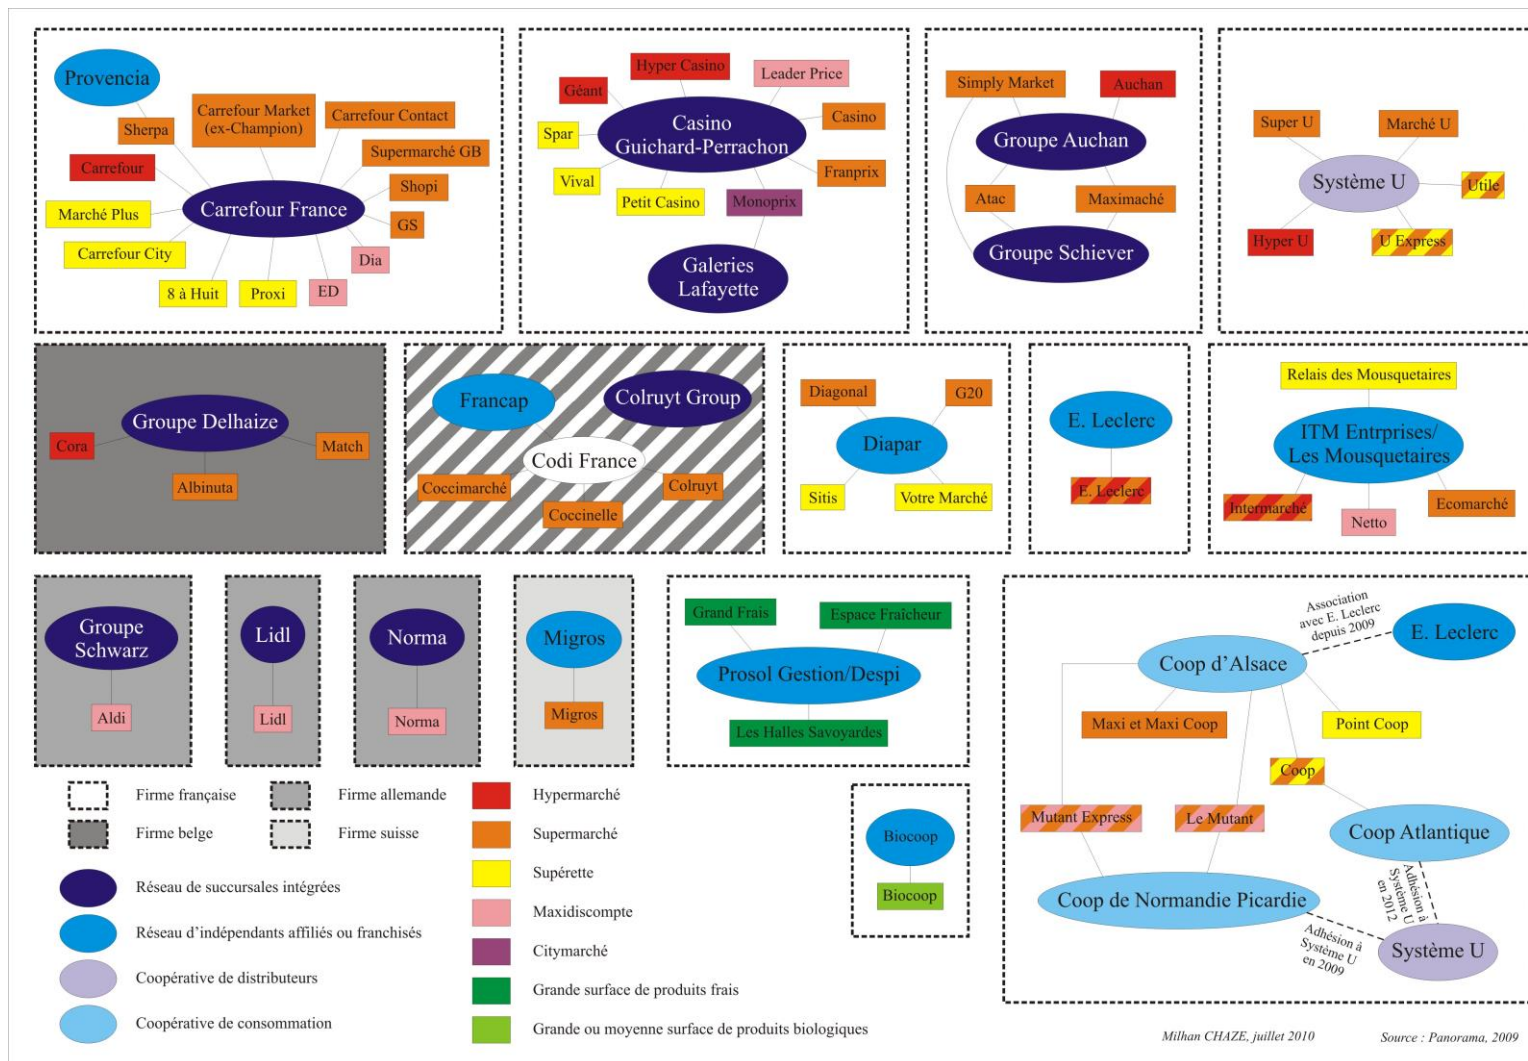 Provencia
Sherpa
Carrefour Market
(ex-Champion)
Carrefour Contact
Supermarché GB
Carrefour
Shopi
Carrefour France
Marché Plus
GS
Carrefour City
Dia
8 à Huit
Proxi
ED
Hyper Casino
Leader Price
Géant
Casino
Guichard-Perrachon
Casino
Spar
Vival
Franprix
Petit Casino
Monoprix
Galeries
Lafayette
Simply Market
Auchan
Groupe Auchan
Atac
Maximaché
Groupe Schiever
Super U
Marché U
Système U
Utile
Hyper U
U Express
Groupe Delhaize
Cora
Match
Albinuta
Francap
Colruyt Group
Codi France
Coccimarché
Colruyt
Coccinelle
Diagonal
G20
Diapar
Sitis
Votre Marché
E. Leclerc
E. Leclerc
Relais des Mousquetaires
ITM Entrprises/
Les Mousquetaires
Intermarché
Netto
Ecomarché
Groupe
Schwarz
Aldi
Lidl
Lidl
Norma
Norma
Migros
Migros
Grand Frais
Espace Fraîcheur
Prosol Gestion/Despi
Les Halles Savoyardes
Association
avec E. Leclerc
depuis 2009
E. Leclerc
Coop d'Alsace
Maxi et Maxi Coop
Point Coop
Coop
Mutant Express
Le Mutant
Coop Atlantique
Coop de Normandie Picardie
Adhésion à
Système U
en 2012
Adhésion à
Système U
en 2009
Système U
Biocoop
Biocoop
Firme française
Firme allemande
Firme belge
Firme suisse
Réseau de succursales intégrées
Réseau d'indépendants affiliés ou franchisés
Coopérative de distributeurs
Coopérative de consommation
Hypermarché
Supermarché
Supérette
Maxidiscompte
Citymarché
Grande surface de produits frais
Grande ou moyenne surface de produits biologiques
Milhan CHAZE, juillet 2010
Source : Panorama, 2009